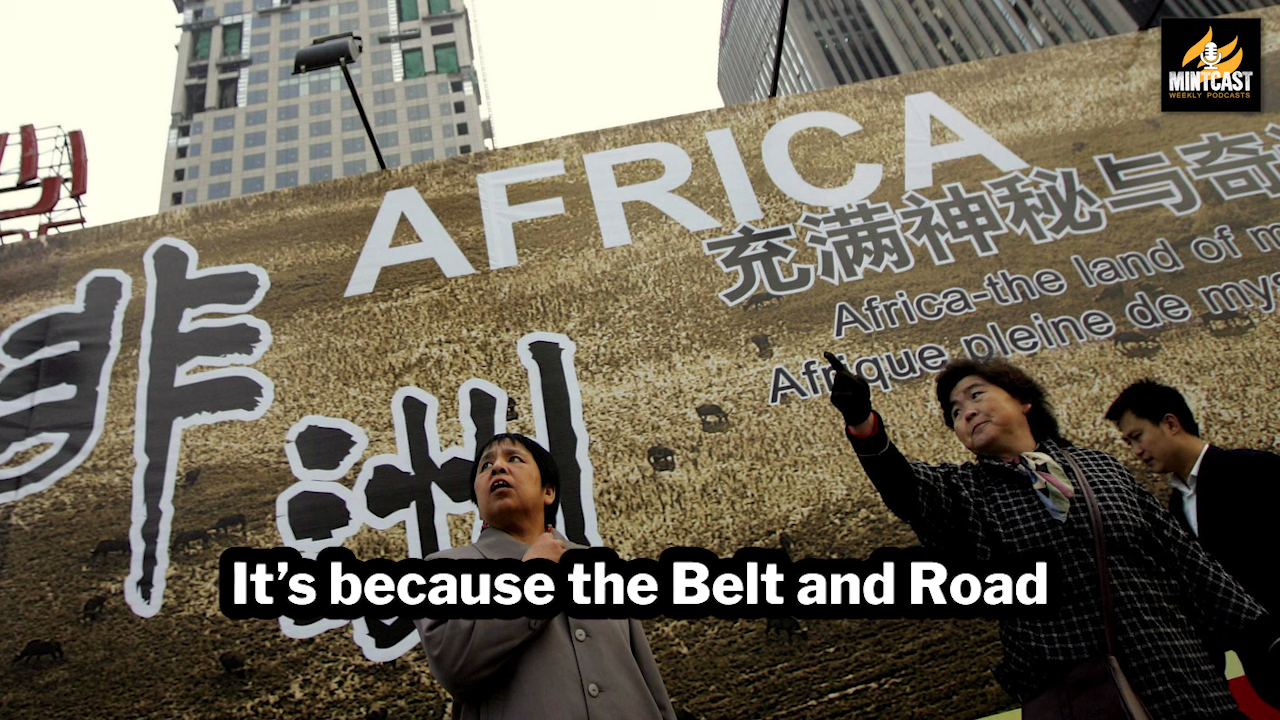 MINTCAST
WEEKLY PODCASTS
AFRICA
充满神秘与奇
Africa-the land of
Afrique pleine de
非洲
It's because the Belt and Road